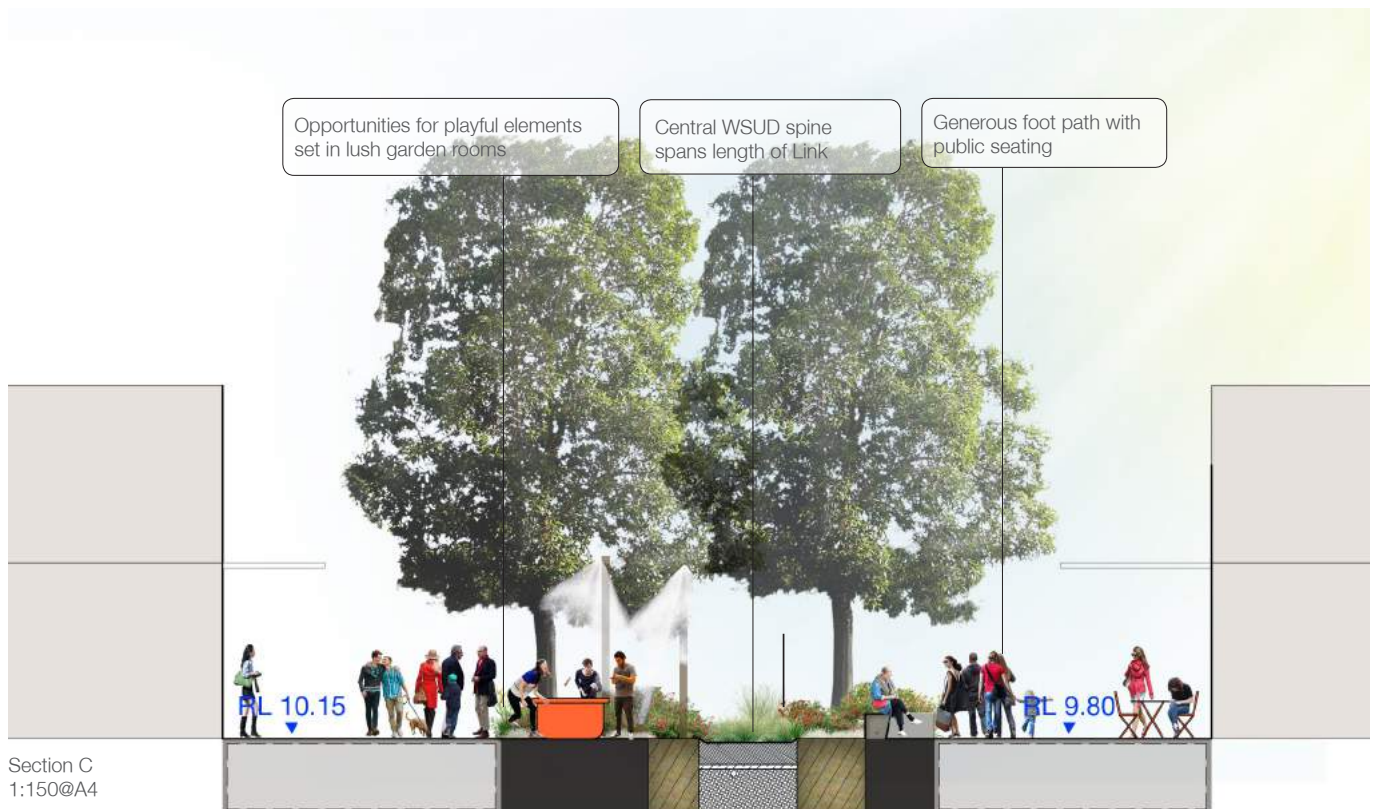 Opportunities for playful elements
set in lush garden rooms
Central WSUD spine
spans length of Link
Generous foot path with
public seating
RL 10.15
RL 9.80
Section C
1:150@A4